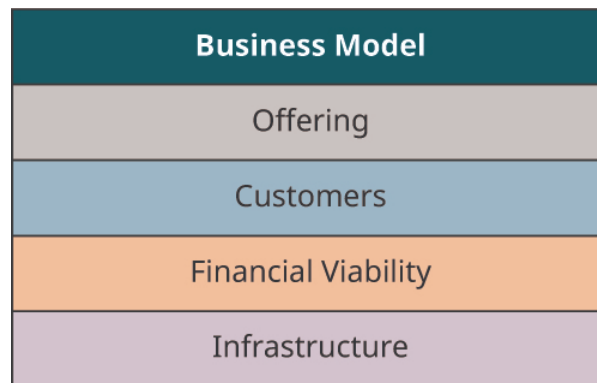 Business Model
Offering
Customers
Financial Viability
Infrastructure